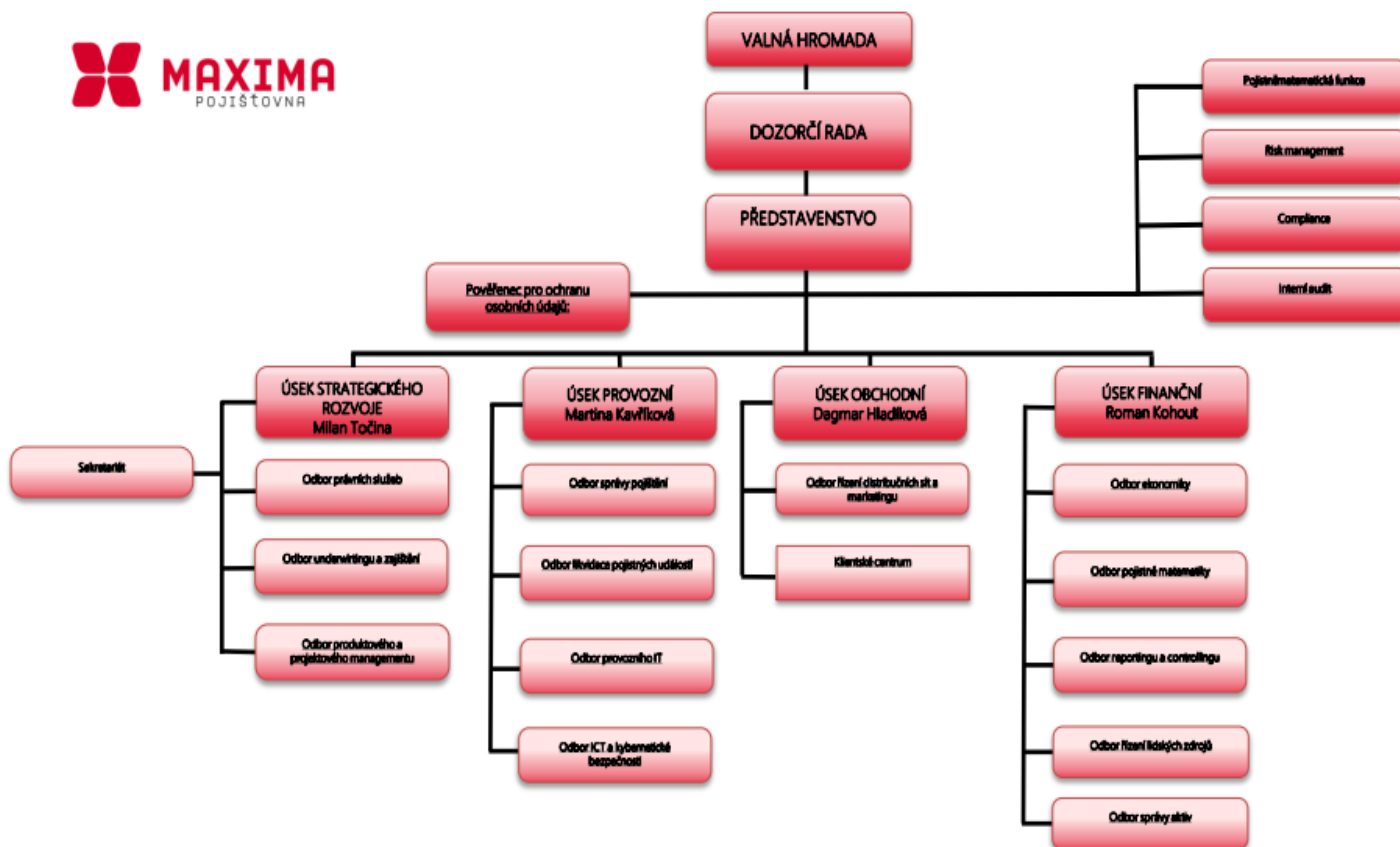 MAXIMA
POJIŠŤOVNA
VALNÁ HROMADA
DOZORČÍ RADA
PŘEDSTAVENSTVO
Pojistněmatematická funkce
Risk management
Compliance
Interní audit
Pověřenec pro ochranu
osobních údajů:
ÚSEK STRATEGICKÉHO
ROZVOJE
Milan Točina
ÚSEK PROVOZNÍ
Martina Kavříková
ÚSEK OBCHODNÍ
Dagmar Hladíková
ÚSEK FINANČNÍ
Roman Kohout
Sekretariát
Odbor právních služeb
Odbor underwirtingu a zajištění
Odbor produktového a
projektového managementu
Odbor správy pojištění
Odbor likvidace pojistných událostí
Odbor provozního IT
Odbor ICT a kybernetické
bezpečnosti
Odbor řízení distribučních sít a
marketingu
Klientské centrum
Odbor ekonomiky
Odbor pojistné matematiky
Odbor reportingu a controllingu
Odbor řízení lidských zdrojů
Odbor správy aktiv